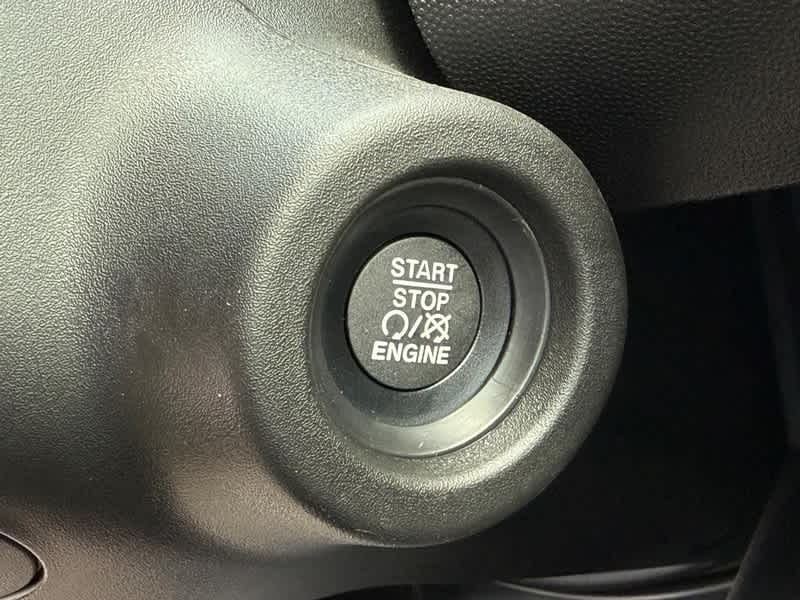 START
STOP
/
ENGINE